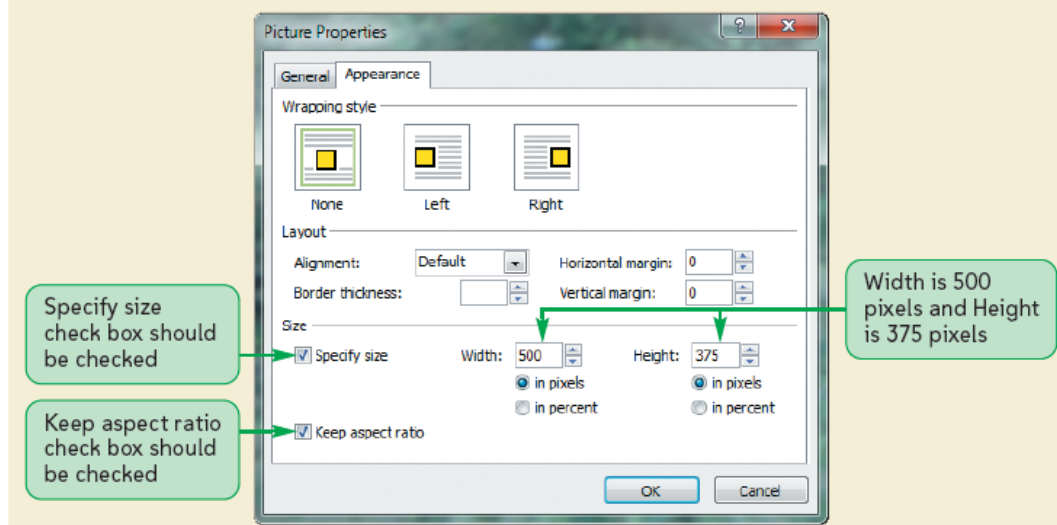 Picture Properties
?
X
General Appearance
Wrapping style
None Left Right
Layout
Alignment: Default Horizontal margin: 0
Border thickness: Vertical margin: 0
Size
Specify size Width: 500 Height: 375
in pixels in pixels
in percent in percent
Keep aspect ratio
OK Cancel
Specify size
check box should
be checked
Keep aspect ratio
check box should
be checked
Width is 500
pixels and Height
is 375 pixels